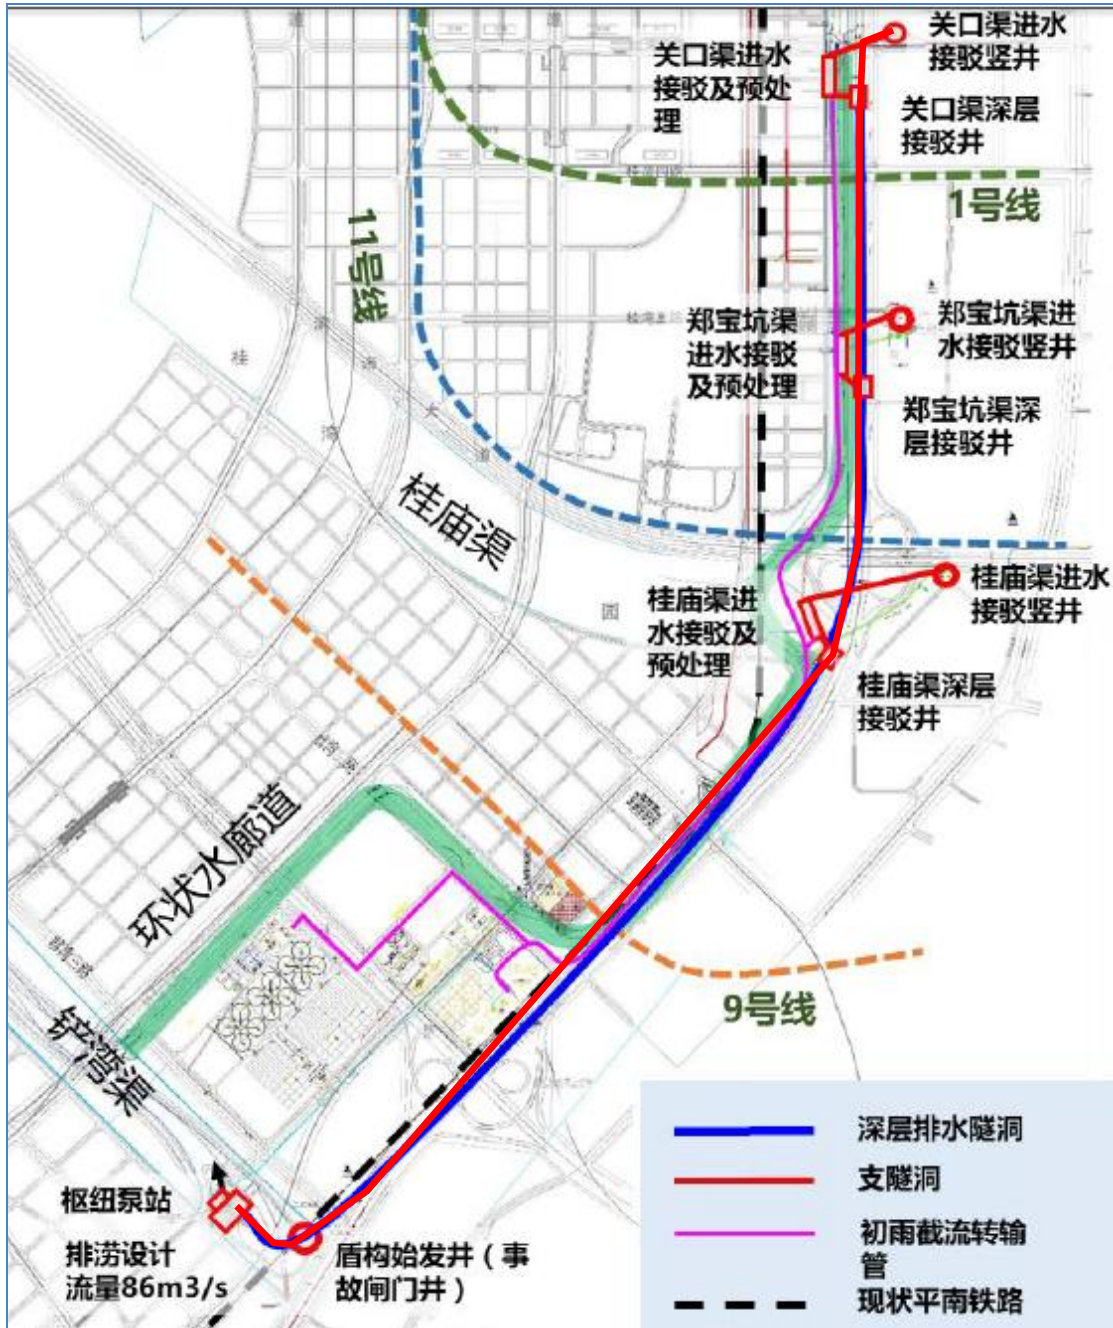 关口渠进水
接驳竖井
关口渠进水
接驳及预处
理
关口渠深层
接驳井
1号线
11号线
郑宝坑渠
进水接驳
及预处理
郑宝坑渠进
水接驳竖井
郑宝坑渠深
层接驳井
桂庙渠
桂庙渠进水
接驳竖井
桂庙渠进
水接驳及
预处理
桂庙渠深层
接驳井
环状水廊道
9号线
铲湾渠
枢纽泵站
排涝设计
流量86m3/s
盾构始发井（事
故闸门井）
深层排水隧洞
支隧洞
初雨截流转输
管
现状平南铁路